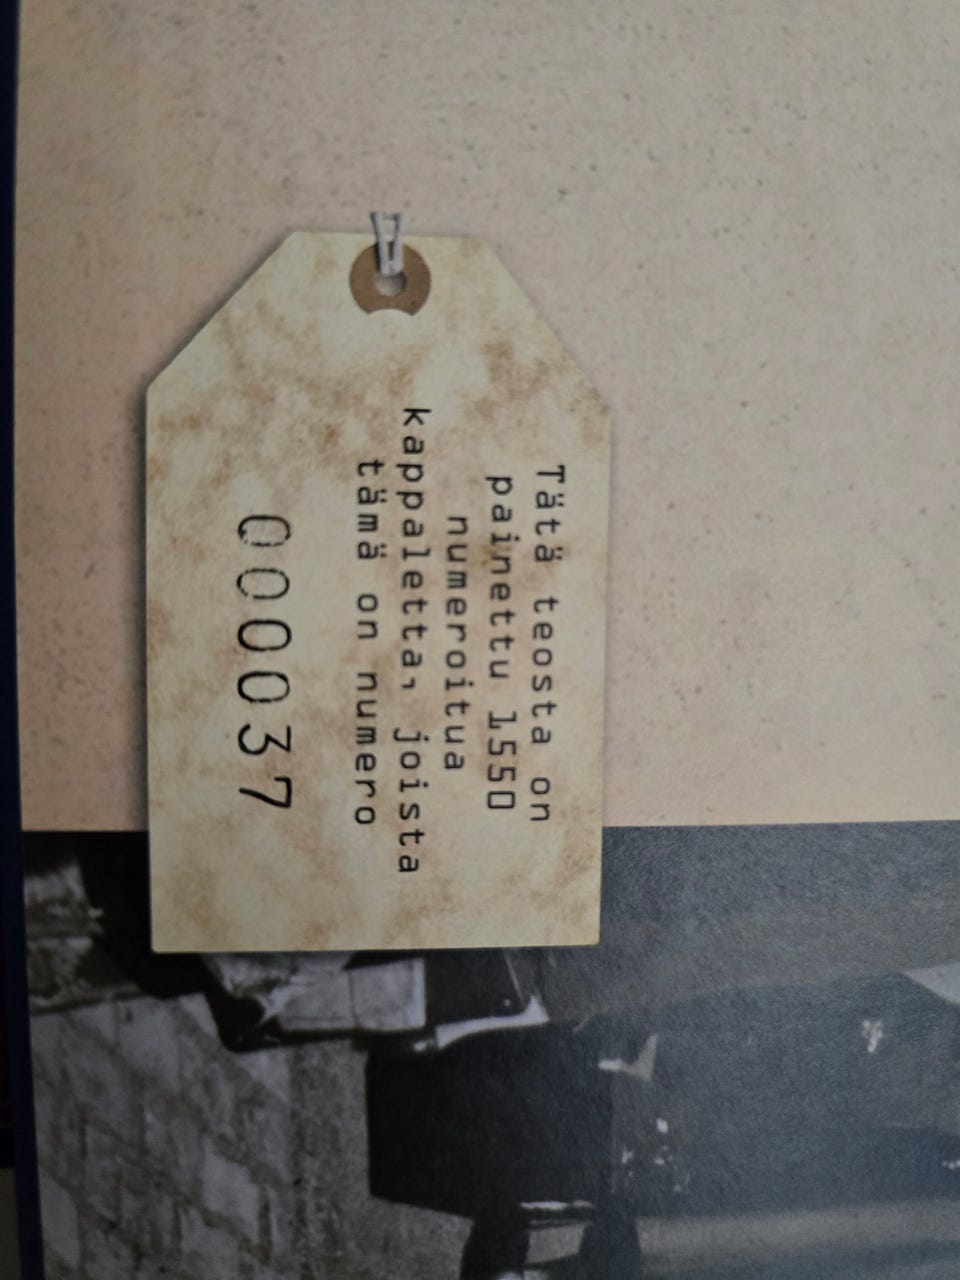 Tätä teosta on
painettu 1550
numeroitua
kappaletta, joista
tämä on numero
000037